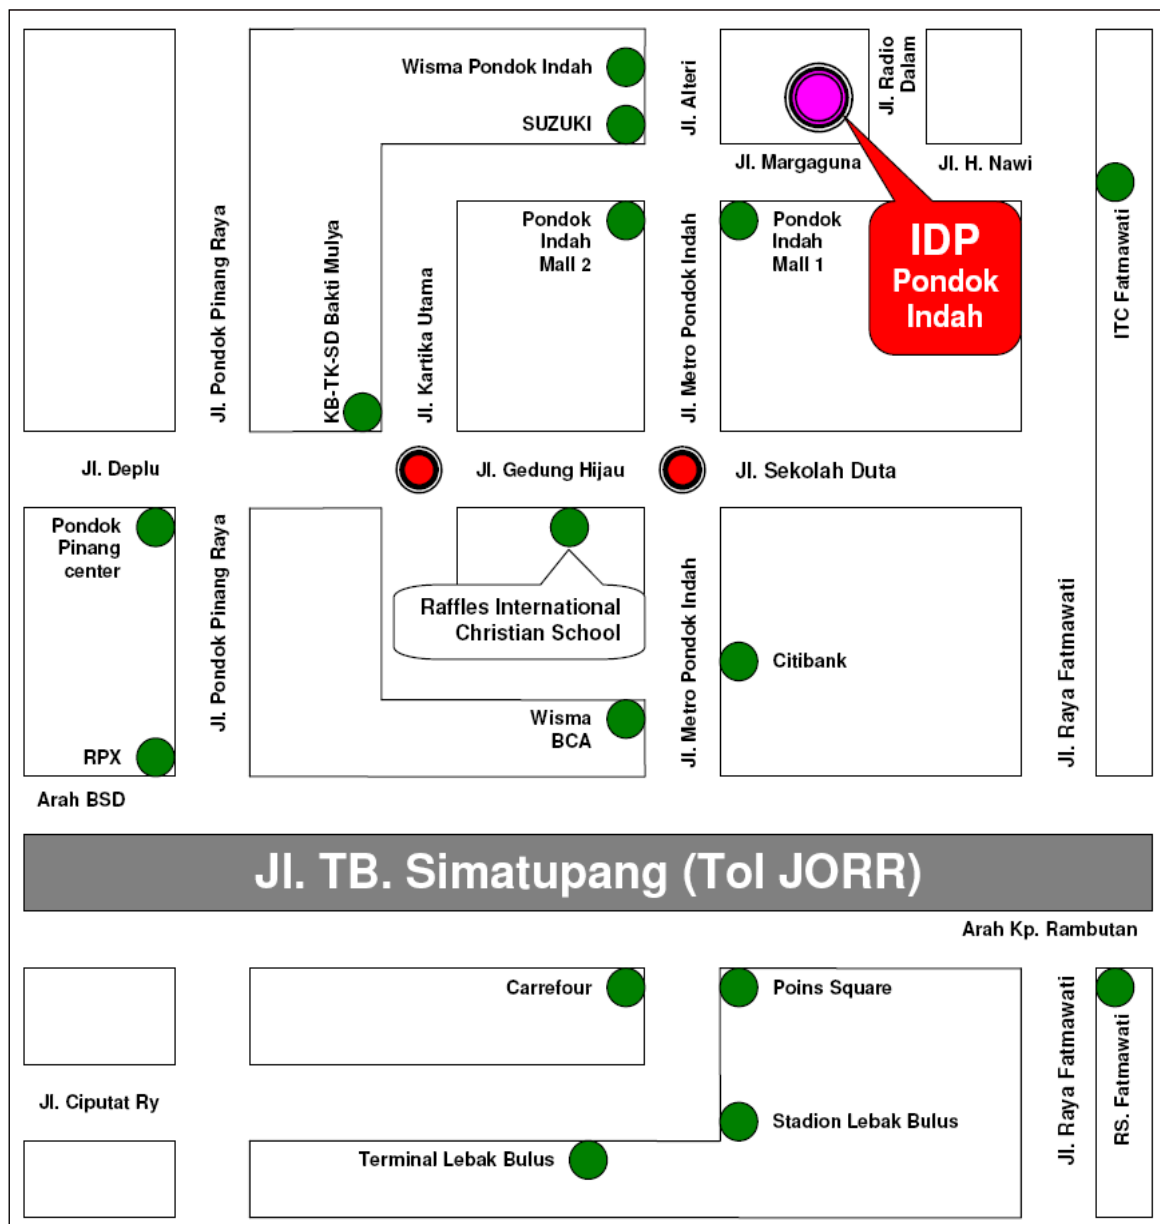 Wisma Pondok Indah
SUZUKI
Jl. Alteri
Jl. Radio
Dalam
Jl. Margaguna
Jl. H. Nawi
Jl. Pondok Pinang Raya
KB-TK-SD Bakti Mulya
Jl. Kartika Utama
Pondok
Indah
Mall 2
Jl. Metro Pondok Indah
Pondok
Indah
Mall 1
IDP
Pondok
Indah
ITC Fatmawati
Jl. Deplu
Jl. Gedung Hijau
Jl. Sekolah Duta
Pondok
Pinang
center
Jl. Pondok Pinang Raya
Raffles International
Christian School
Jl. Metro Pondok Indah
Citibank
Jl. Raya Fatmawati
Wisma
BCA
RPX
Arah BSD
Jl. TB. Simatupang (Tol JORR)
Arah Kp. Rambutan
Carrefour
Poins Square
Jl. Raya Fatmawati
RS. Fatmawati
Jl. Ciputat Ry
Stadion Lebak Bulus
Terminal Lebak Bulus